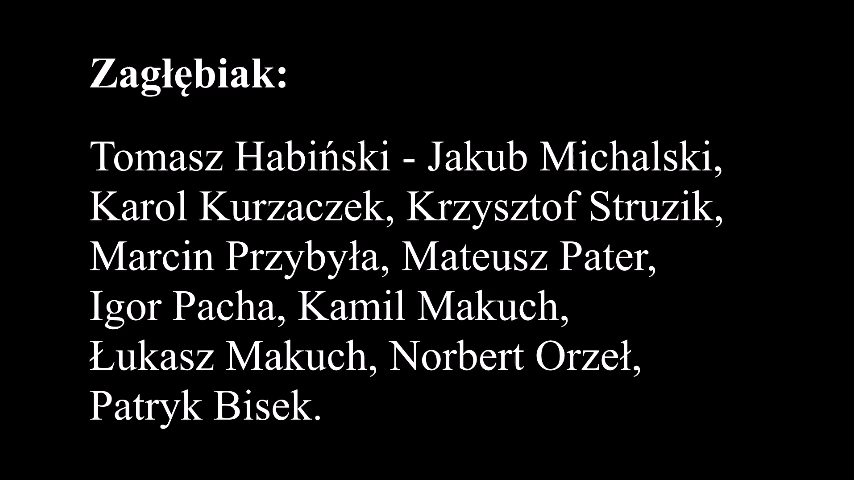 Zagłębiak:
Tomasz Habiński - Jakub Michalski,
Karol Kurzaczek, Krzysztof Struzik,
Marcin Przybyła, Mateusz Pater,
Igor Pacha, Kamil Makuch,
Łukasz Makuch, Norbert Orzeł,
Patryk Bisek.